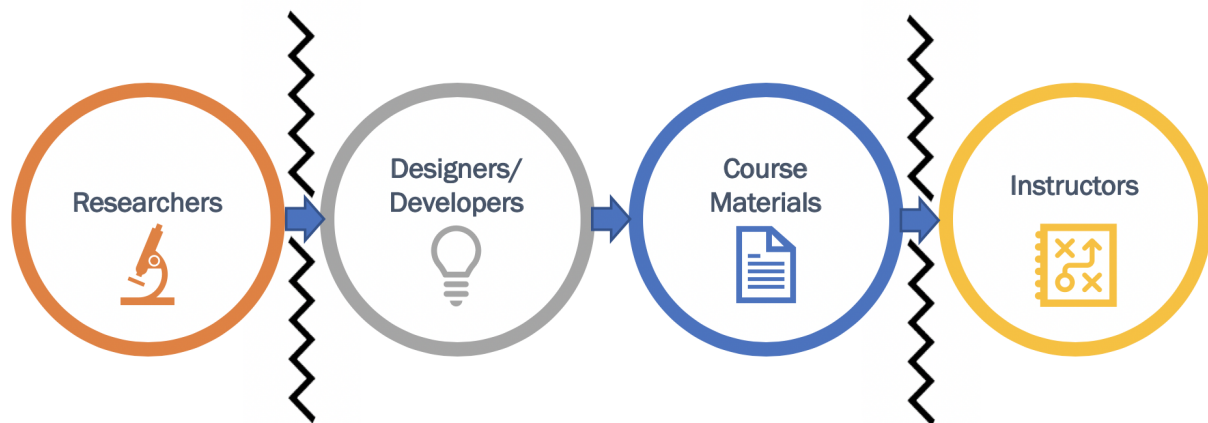 Researchers
Designers/
Developers
Course
Materials
Instructors